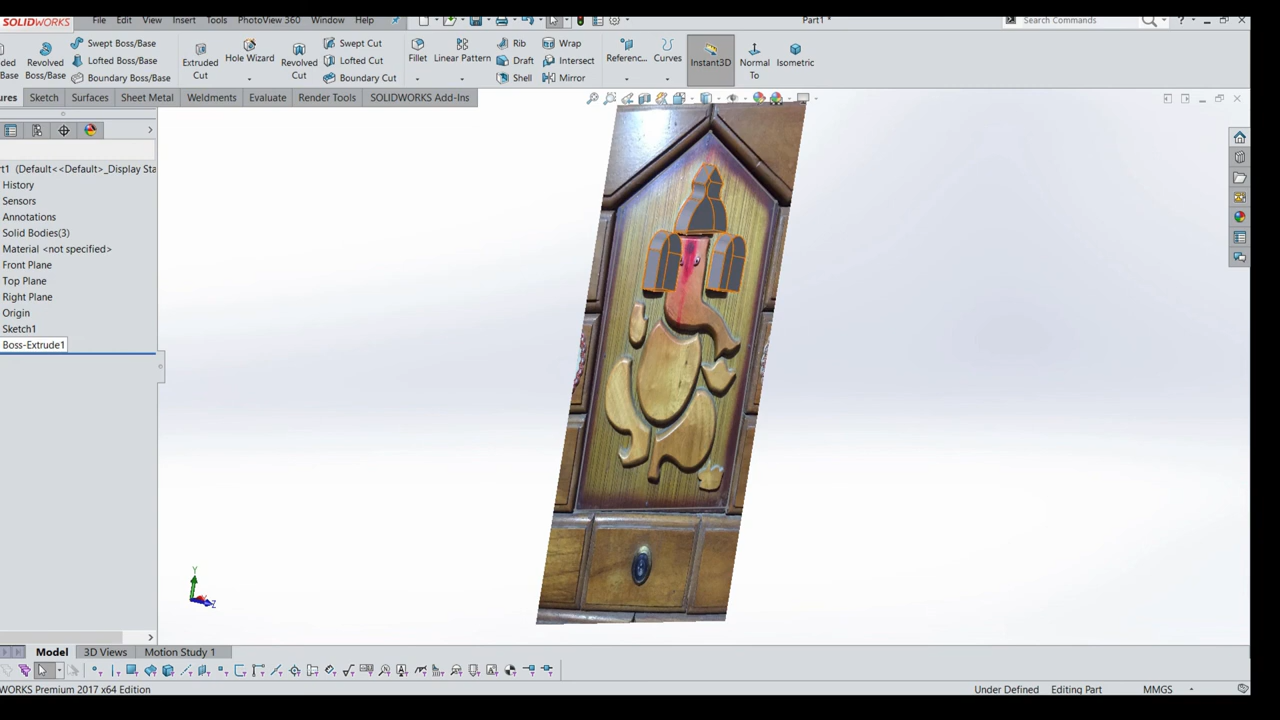 SOLIDWORKS File Edit View Insert Tools PhotoView 360 Window Help Part1 * Search Commands ?
Swept Boss/Base Swept Cut Rib Wrap
Revolved Boss/Base Lofted Boss/Base Extruded Cut Hole Wizard Revolved Cut Lofted Cut Fillet Linear Pattern Draft Intersect Referenc... Curves Instant3D Normal To Isometric
Boundary Boss/Base Boundary Cut Shell Mirror
ures Sketch Surfaces Sheet Metal Weldments Evaluate Render Tools SOLIDWORKS Add-Ins
rt1 (Default<<Default>_Display Sta
History
Sensors
Annotations
Solid Bodies(3)
Material <not specified>
Front Plane
Top Plane
Right Plane
Origin
Sketch1
Boss-Extrude1
Y
Z
Model 3D Views Motion Study 1
WORKS Premium 2017 x64 Edition Under Defined Editing Part MMGS